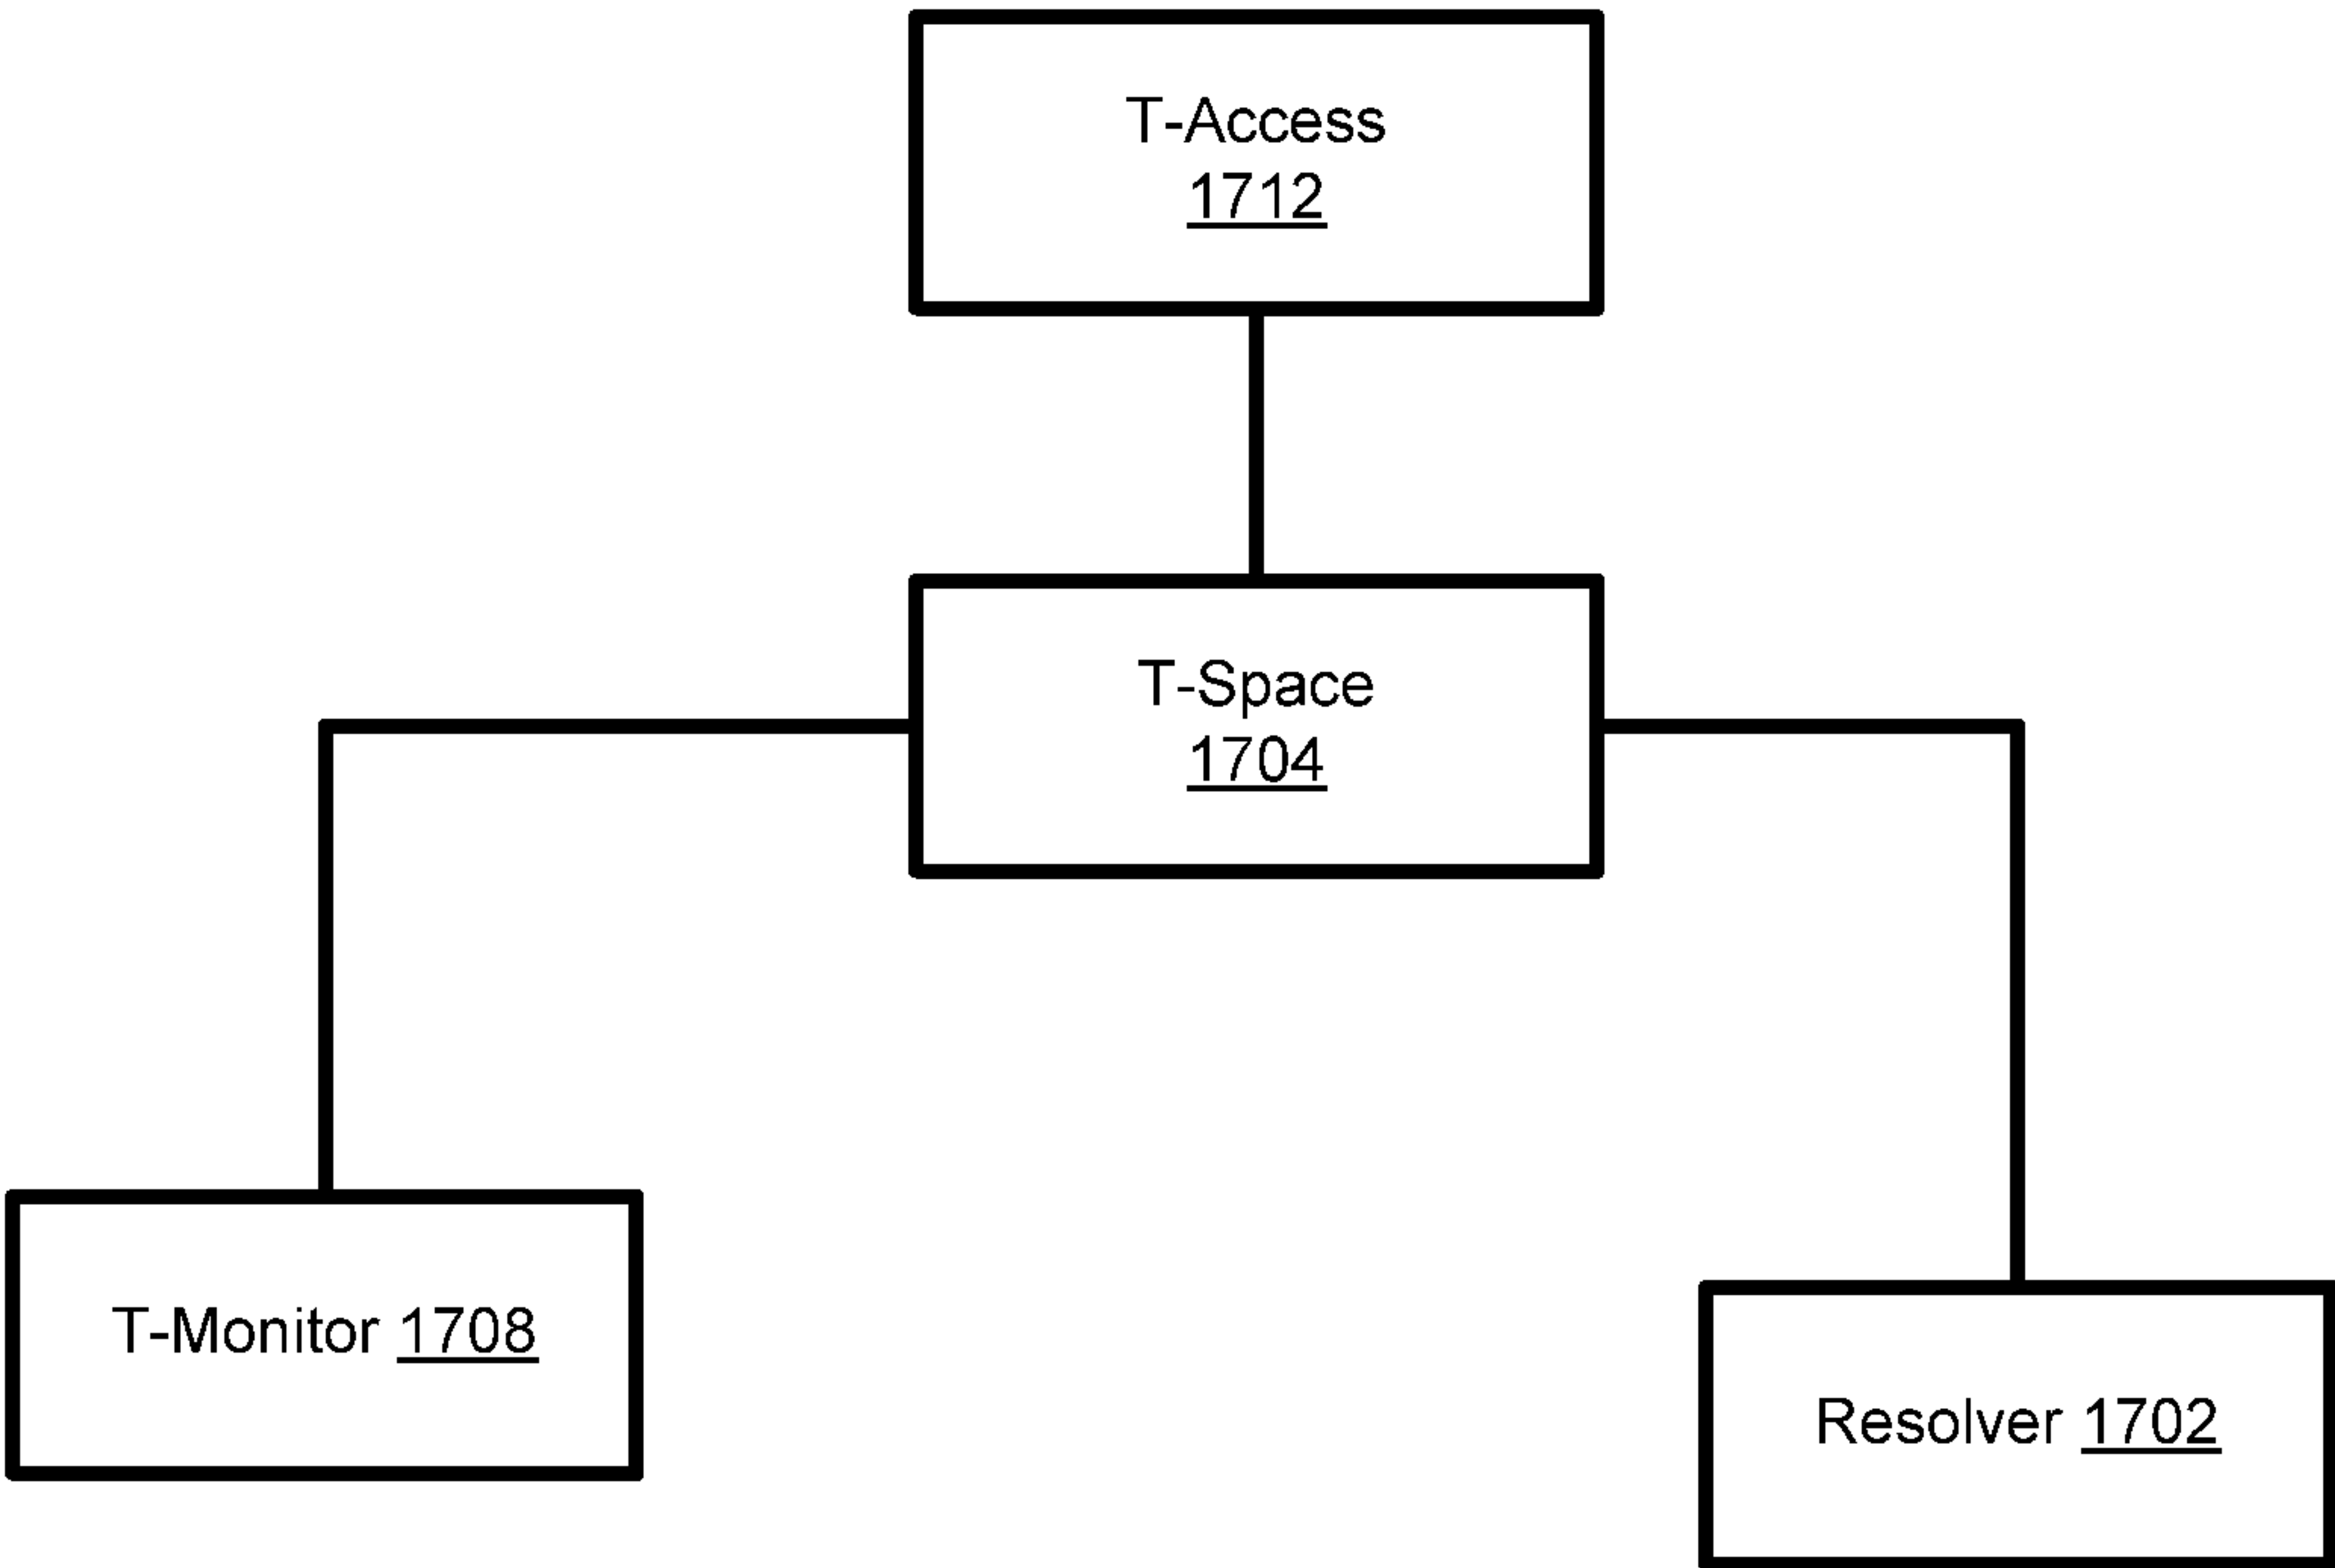 T-Access
1712
T-Space
1704
T-Monitor 1708
Resolver 1702